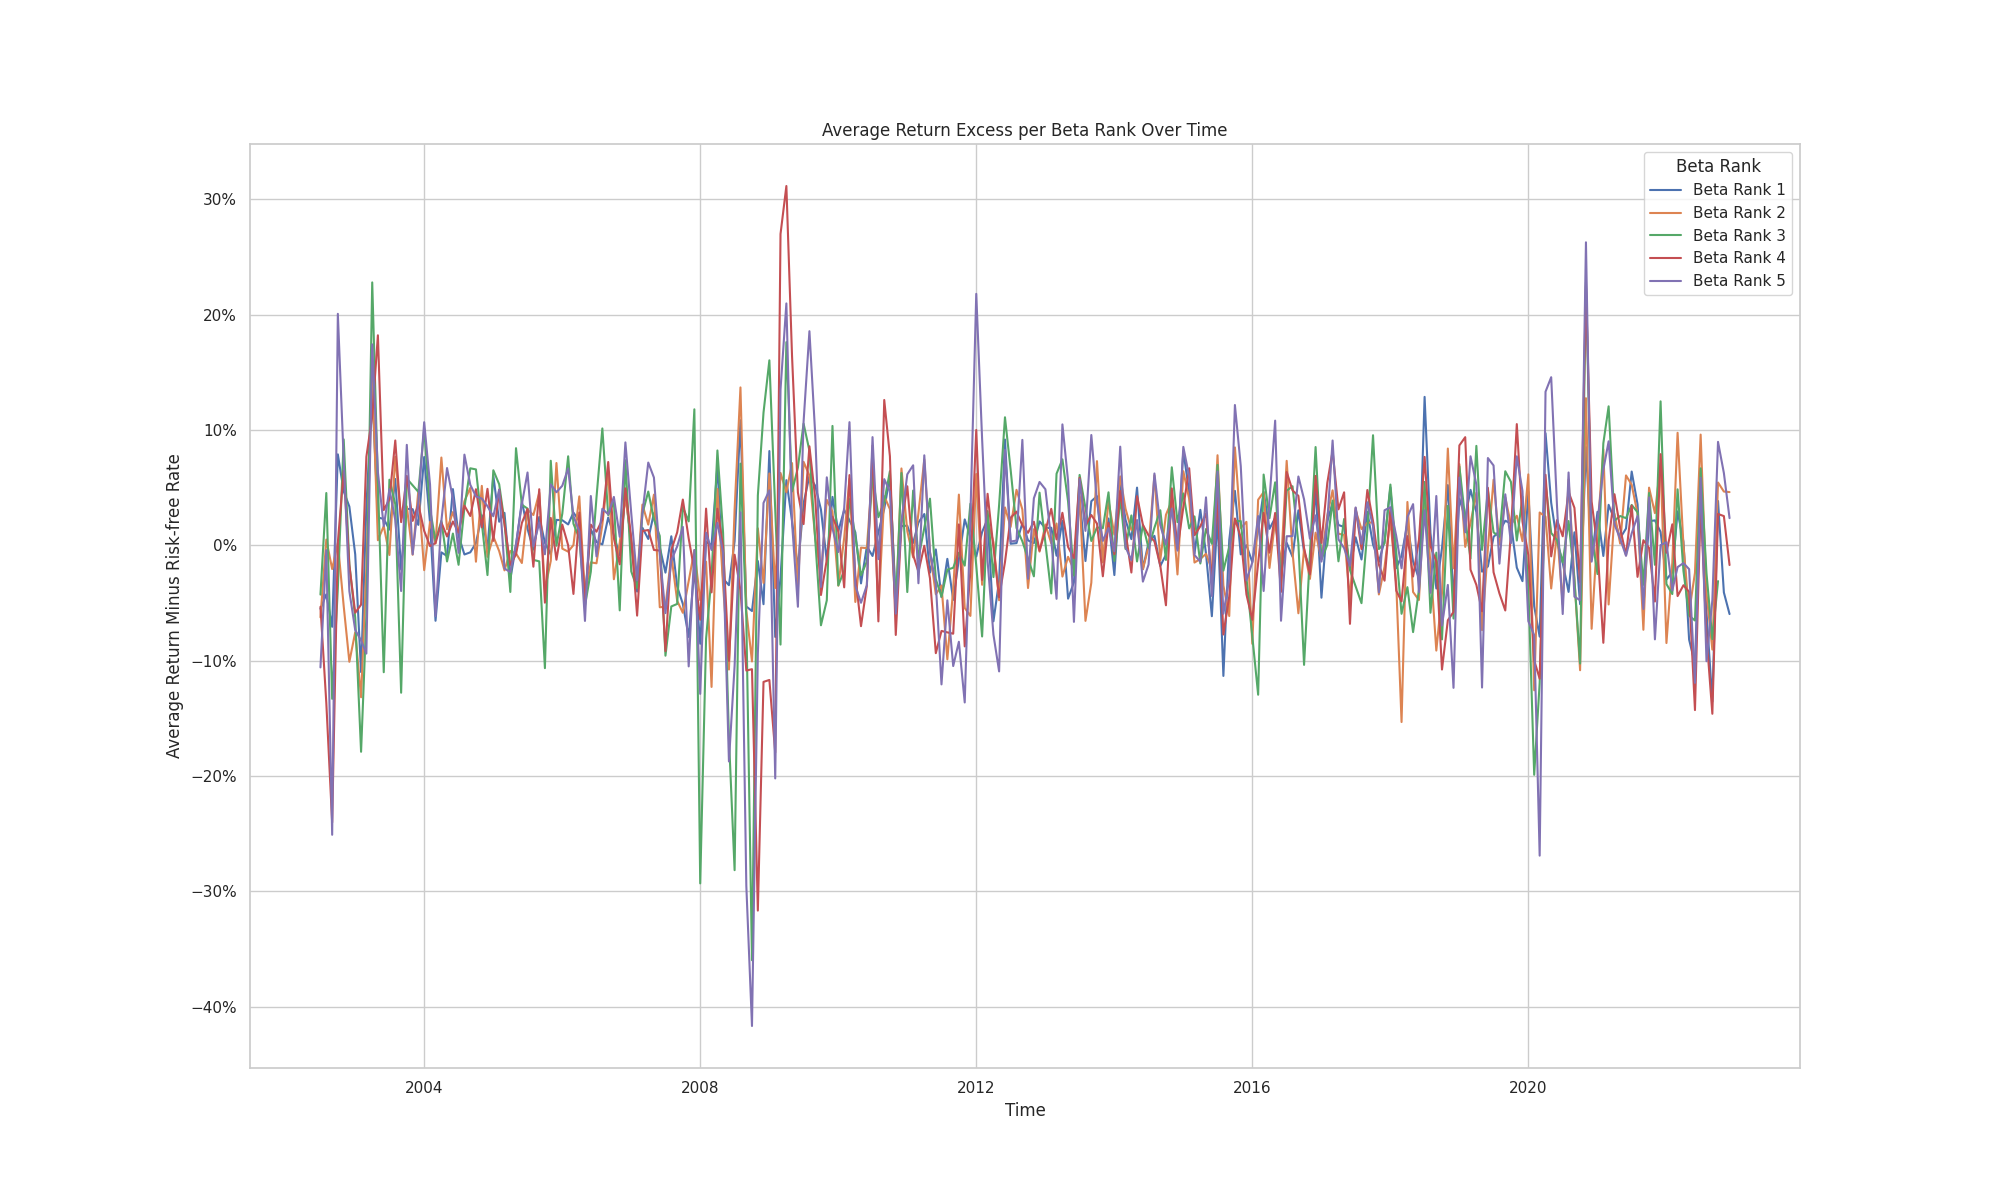 Average Return Excess per Beta Rank Over Time
Beta Rank
Beta Rank 1
Beta Rank 2
Beta Rank 3
Beta Rank 4
Beta Rank 5
Average Return Minus Risk-free Rate
30%
20%
10%
0%
−10%
−20%
−30%
−40%
2004
2008
2012
2016
2020
Time